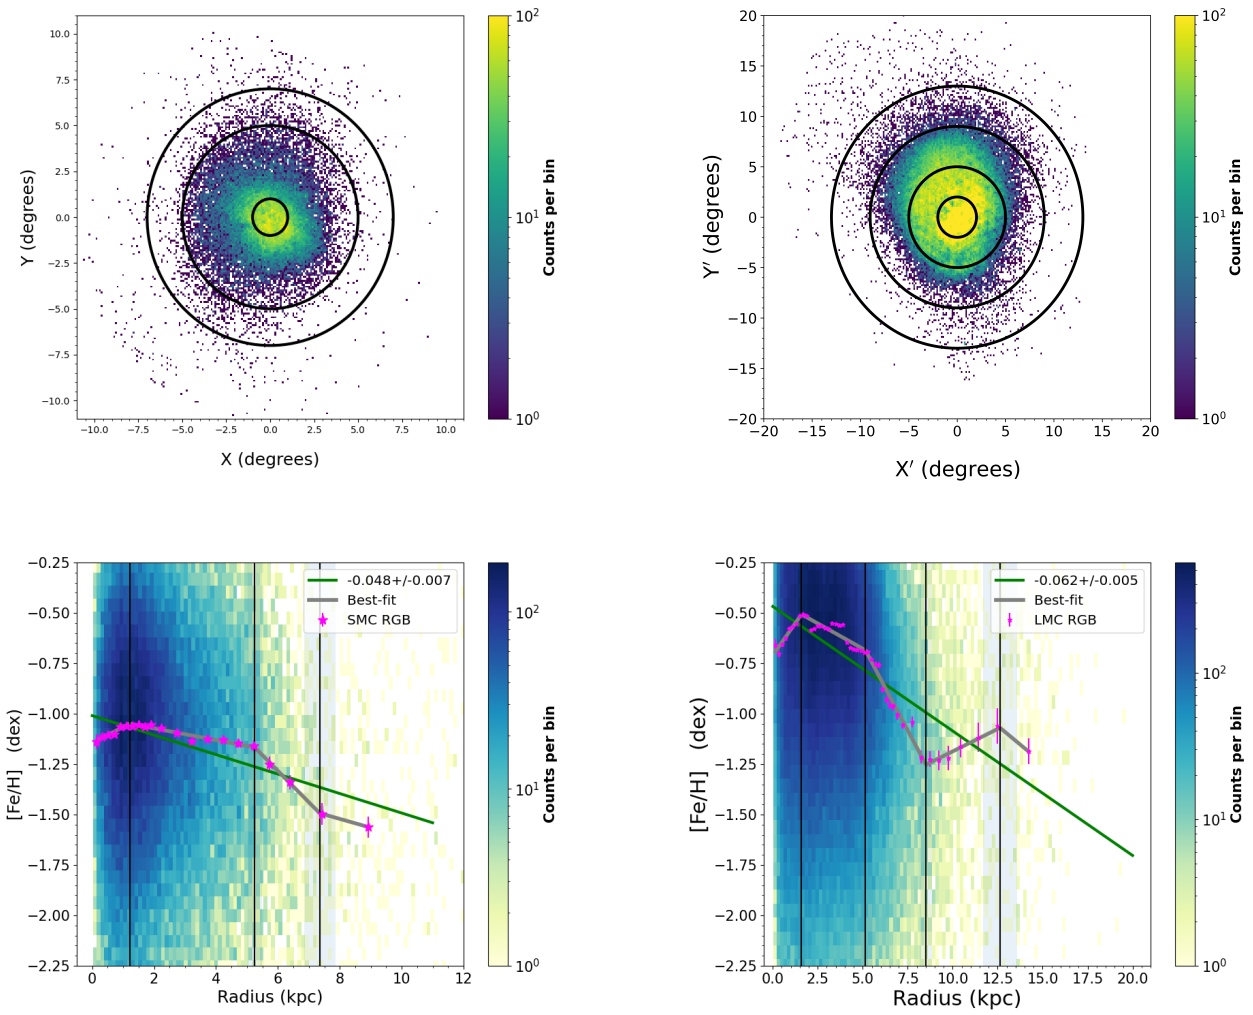 10.0
7.5
5.0
2.5
0.0
−2.5
−5.0
−7.5
−10.0
Y (degrees)
−10.0 −7.5 −5.0 −2.5 0.0 2.5 5.0 7.5 10.0
X (degrees)
10²
10¹
10⁰
Counts per bin
20
15
10
5
0
−5
−10
−15
−20
Y′ (degrees)
−20 −15 −10 −5 0 5 10 15 20
X′ (degrees)
10²
10¹
10⁰
Counts per bin
−0.25
−0.50
−0.75
−1.00
−1.25
−1.50
−1.75
−2.00
−2.25
[Fe/H] (dex)
-0.048+/-0.007
Best-fit
SMC RGB
0 2 4 6 8 10 12
Radius (kpc)
10²
10¹
10⁰
Counts per bin
−0.25
−0.50
−0.75
−1.00
−1.25
−1.50
−1.75
−2.00
−2.25
[Fe/H] (dex)
-0.062+/-0.005
Best-fit
LMC RGB
0.0 2.5 5.0 7.5 10.0 12.5 15.0 17.5 20.0
Radius (kpc)
10²
10¹
10⁰
Counts per bin